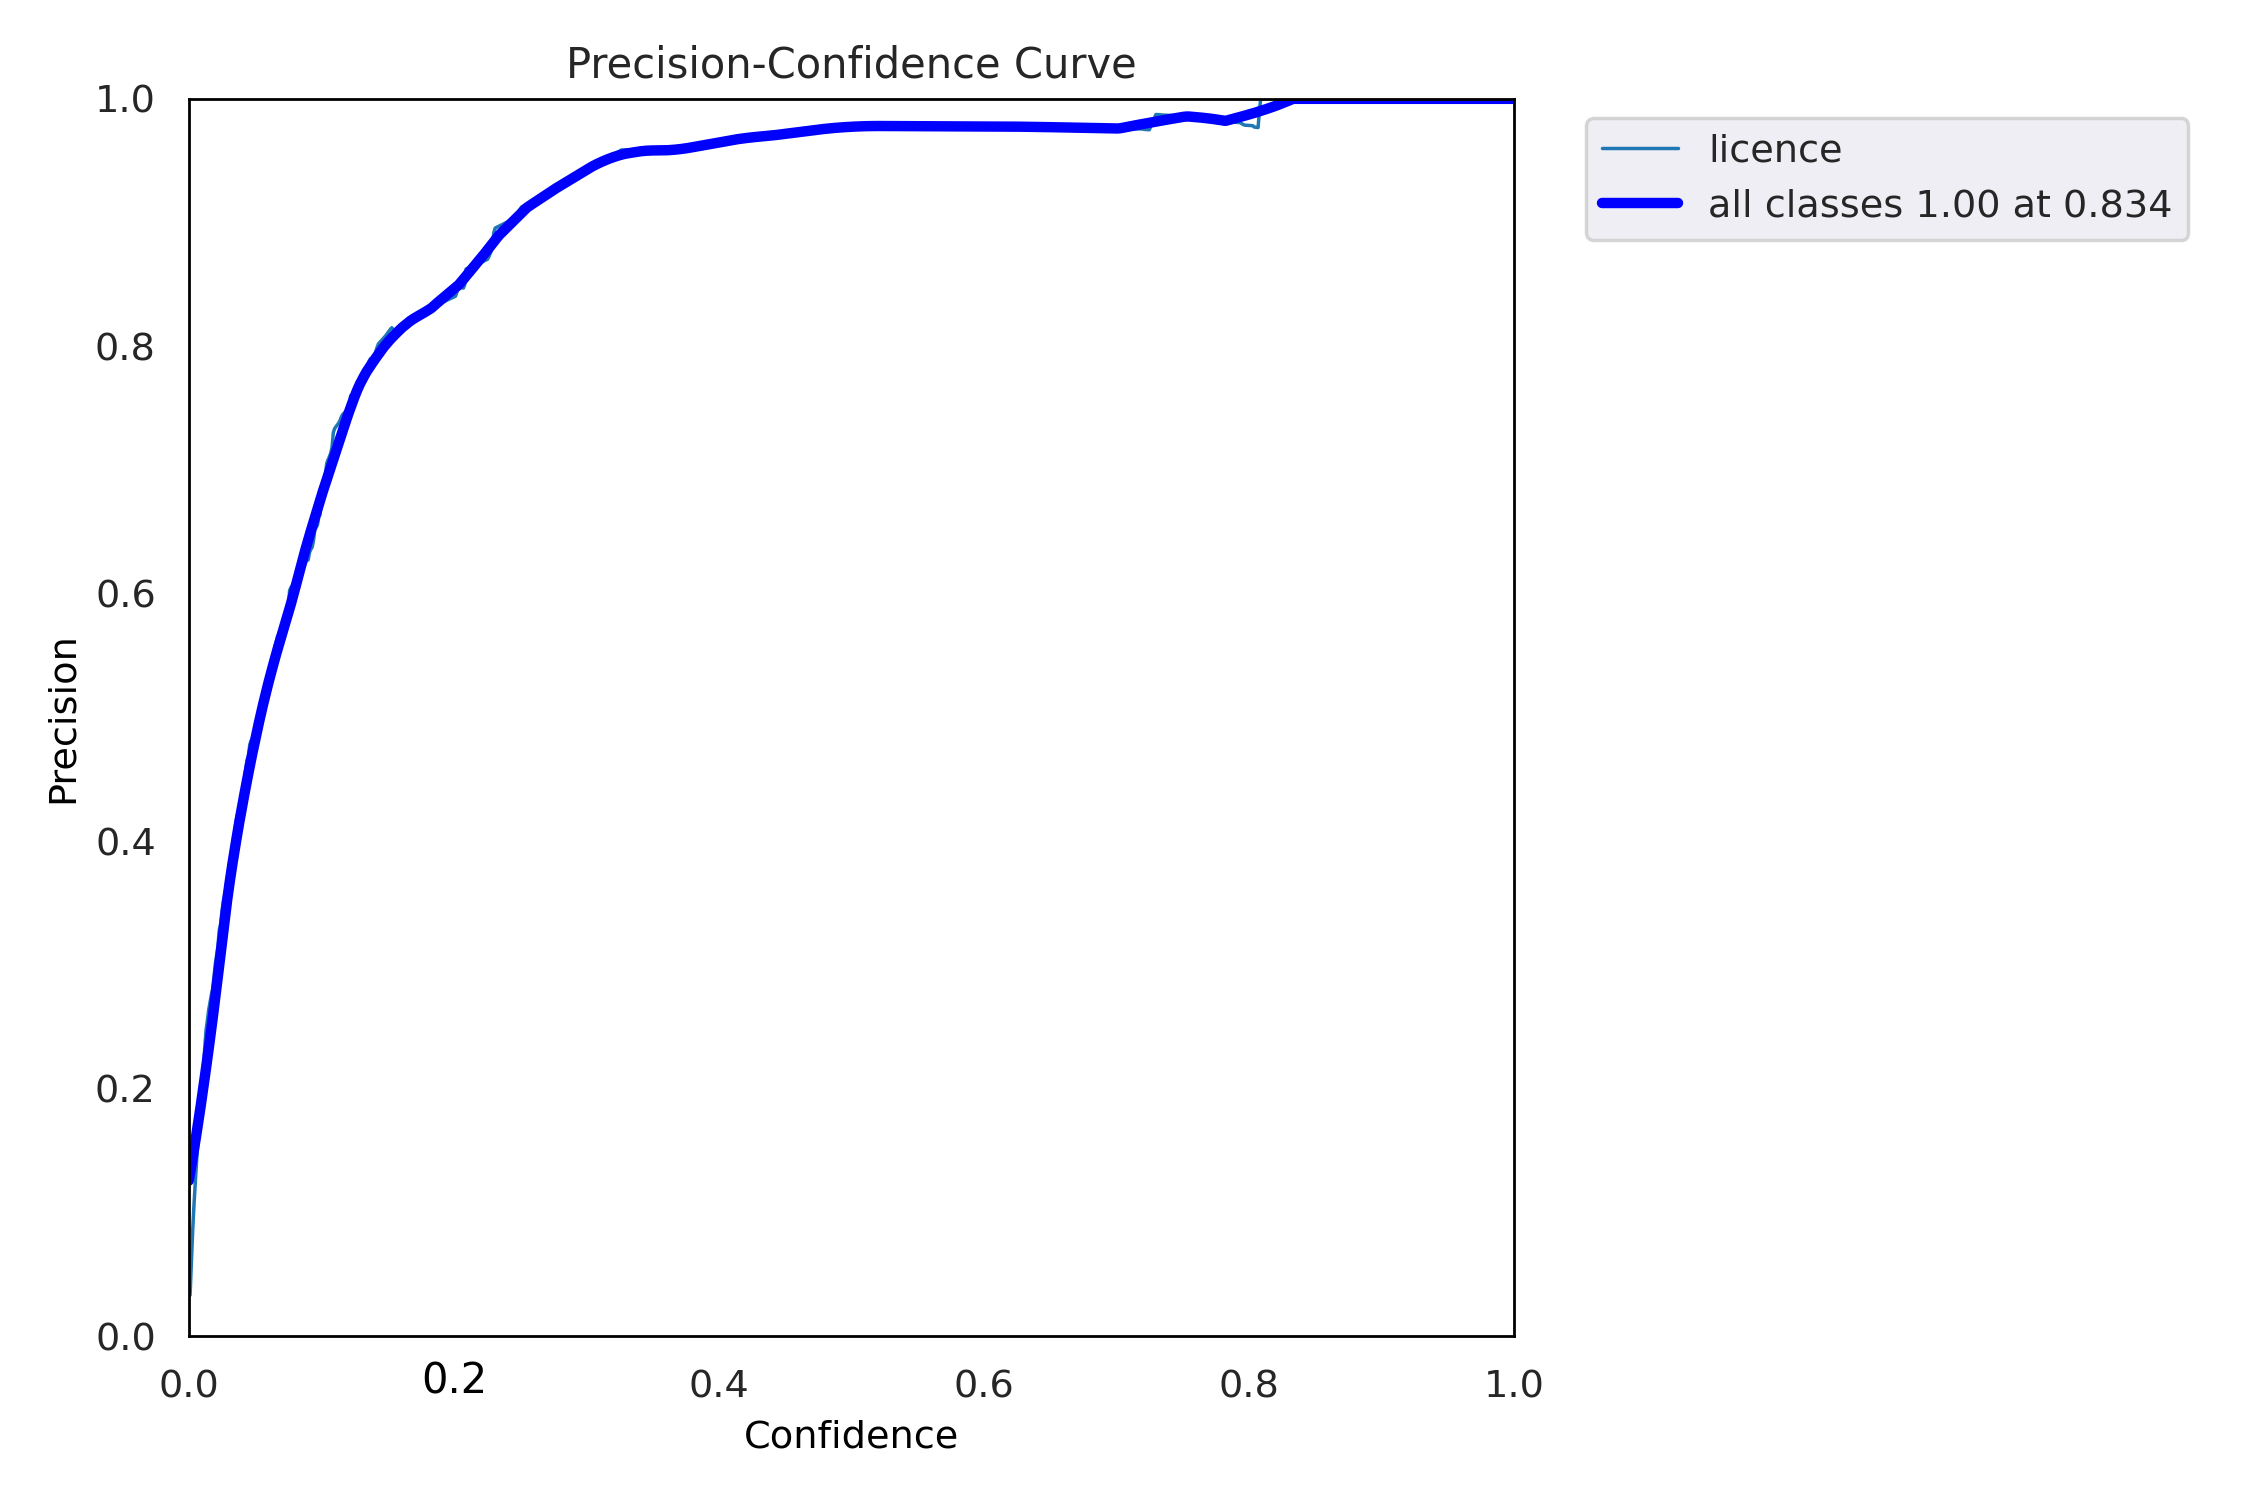 Precision-Confidence Curve
1.0
0.8
0.6
0.4
0.2
0.0
Precision
0.0 0.2 0.4 0.6 0.8 1.0
Confidence
licence
all classes 1.00 at 0.834